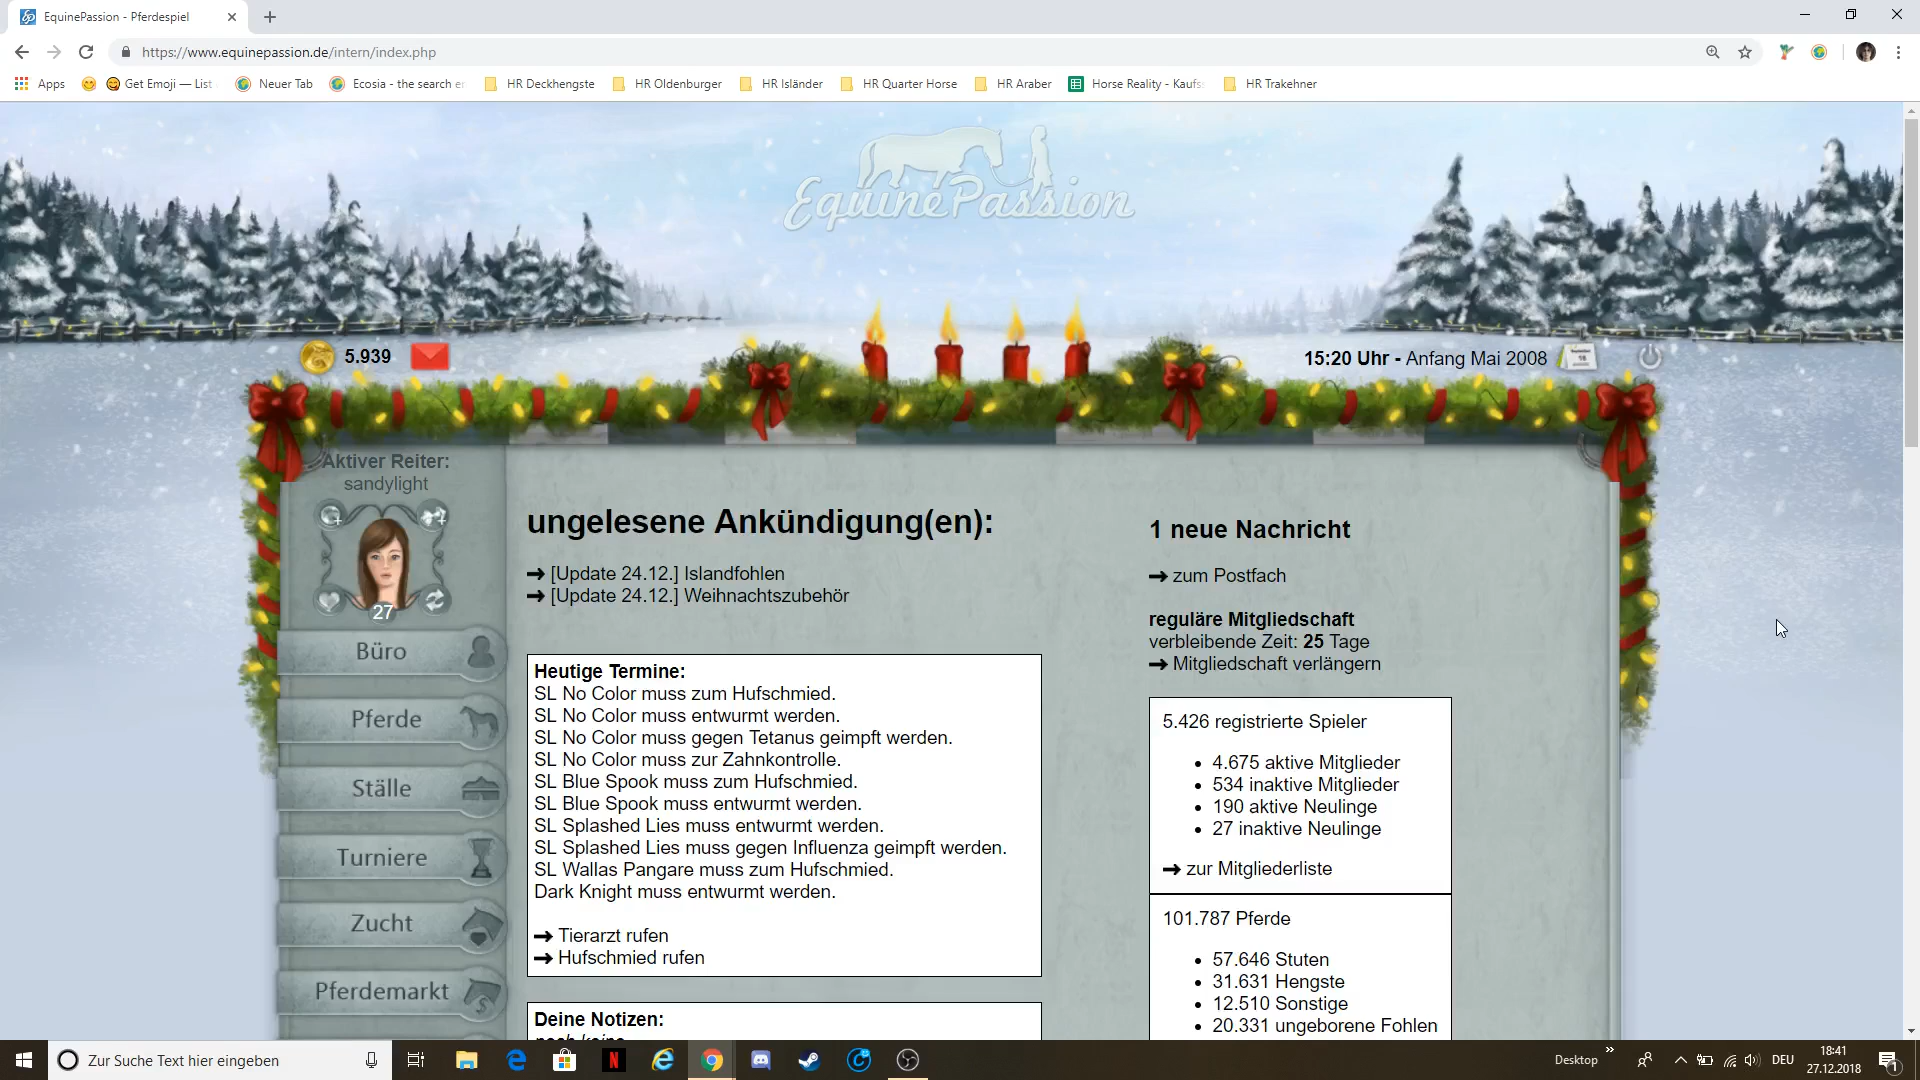 EquinePassion - Pferdespiel
https://www.equinepassion.de/intern/index.php
Apps
Get Emoji — List
Neuer Tab
Ecosia - the search e
HR Deckhengste
HR Oldenburger
HR Isländer
HR Quarter Horse
HR Araber
Horse Reality - Kaufs
HR Trakehner
EquinePassion
5.939
15:20 Uhr - Anfang Mai 2008
Aktiver Reiter:
sandylight
27
Büro
Pferde
Ställe
Turniere
Zucht
Pferdemarkt
ungelesene Ankündigung(en):
➞ [Update 24.12.] Islandfohlen
➞ [Update 24.12.] Weihnachtszubehör
Heutige Termine:
SL No Color muss zum Hufschmied.
SL No Color muss entwurmt werden.
SL No Color muss gegen Tetanus geimpft werden.
SL No Color muss zur Zahnkontrolle.
SL Blue Spook muss zum Hufschmied.
SL Blue Spook muss entwurmt werden.
SL Splashed Lies muss entwurmt werden.
SL Splashed Lies muss gegen Influenza geimpft werden.
SL Wallas Pangare muss zum Hufschmied.
Dark Knight muss entwurmt werden.
➞ Tierarzt rufen
➞ Hufschmied rufen
Deine Notizen:
1 neue Nachricht
➞ zum Postfach
reguläre Mitgliedschaft
verbleibende Zeit: 25 Tage
➞ Mitgliedschaft verlängern
5.426 registrierte Spieler
• 4.675 aktive Mitglieder
• 534 inaktive Mitglieder
• 190 aktive Neulinge
• 27 inaktive Neulinge
➞ zur Mitgliederliste
101.787 Pferde
• 57.646 Stuten
• 31.631 Hengste
• 12.510 Sonstige
• 20.331 ungeborene Fohlen
Zur Suche Text hier eingeben
Desktop
DEU
18:41
27.12.2018
1